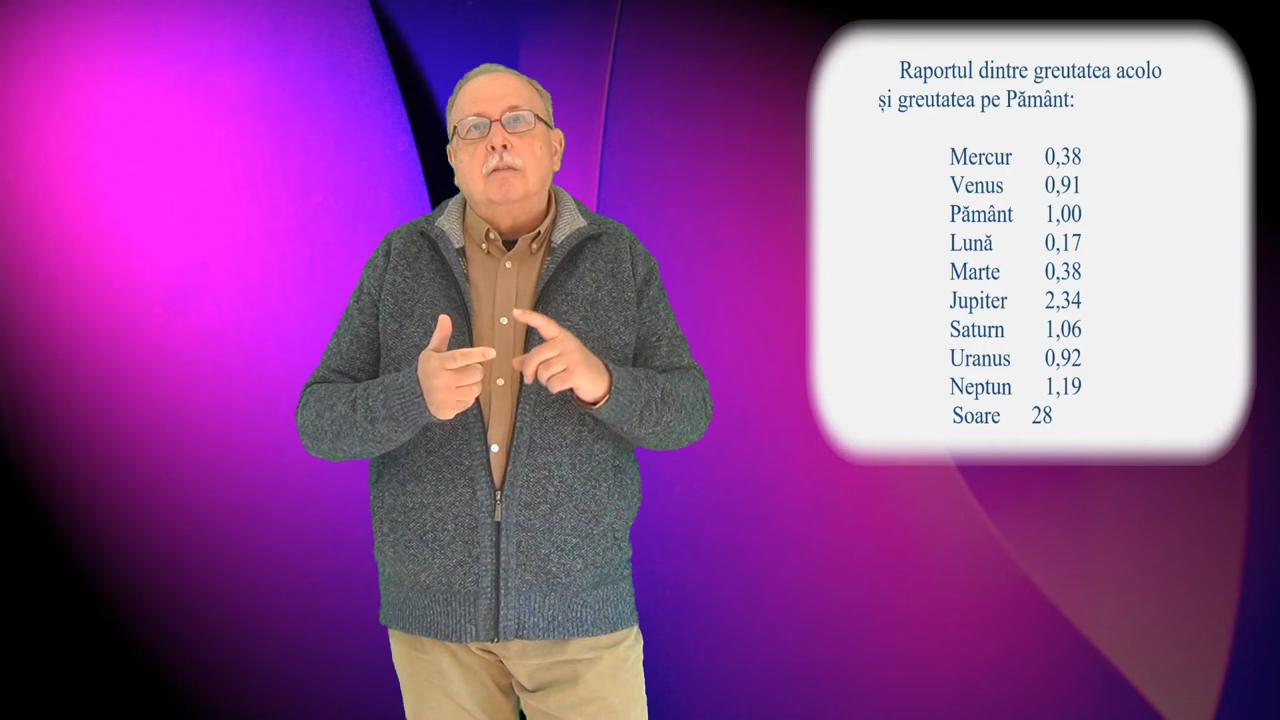 Raportul dintre greutatea acolo
și greutatea pe Pământ:
Mercur 0,38
Venus 0,91
Pământ 1,00
Lună 0,17
Marte 0,38
Jupiter 2,34
Saturn 1,06
Uranus 0,92
Neptun 1,19
Soare 28